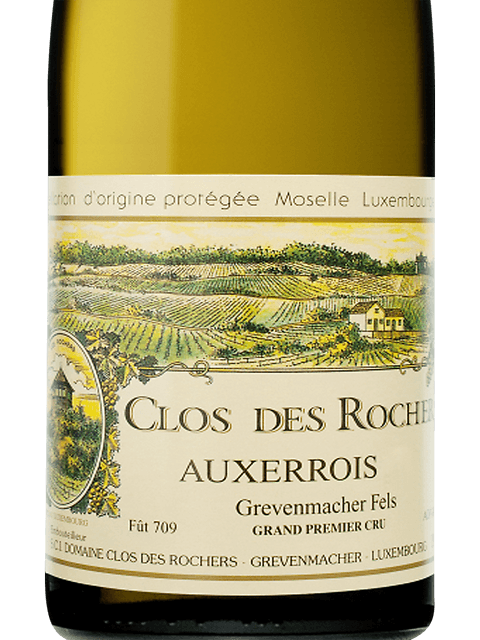 d'origine protégée Moselle Luxembourg
CLOS DES ROCHER
AUXERROIS
Grevenmacher Fels
GRAND PREMIER CRU
Fût 709
LUXEMBOURG
DOMAINE CLOS DES ROCHERS - GREVENMACHER - LUXEMBOURG